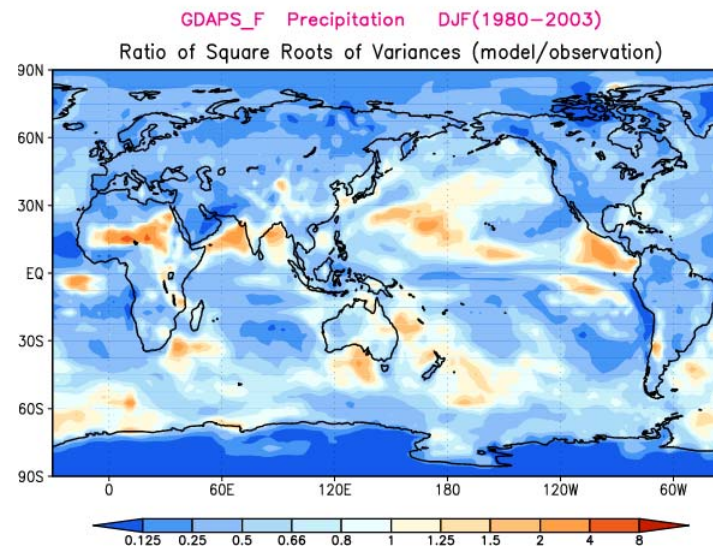 GDAPS_F Precipitation DJF(1980−2003)
Ratio of Square Roots of Variances (model/observation)
90N
60N
30N
EQ
30S
60S
90S
0 60E 120E 180 120W 60W
0.125 0.25 0.5 0.66 0.8 1 1.25 1.5 2 4 8